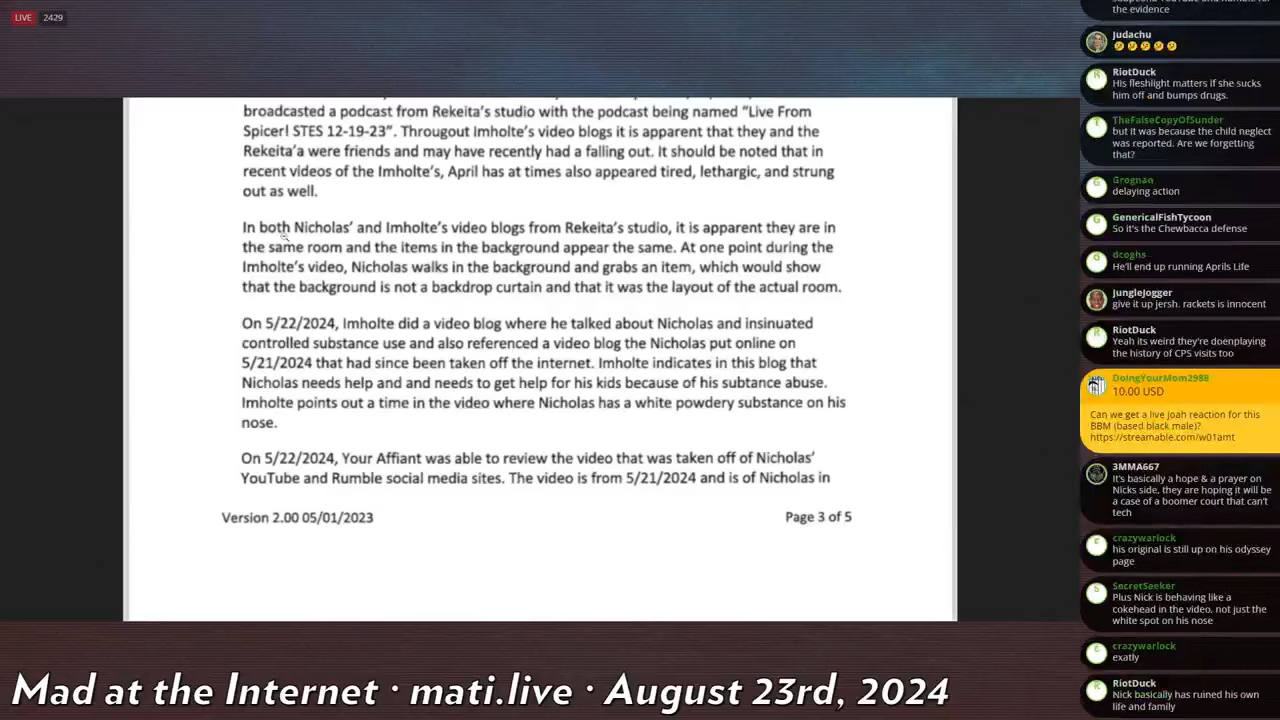 LIVE 2429
broadcasted a podcast from Rekeita's studio with the podcast being named "Live From
Spicer! STES 12-19-23". Througout Imholte's video blogs it is apparent that they and the
Rekeita'a were friends and may have recently had a falling out. It should be noted that in
recent videos of the Imholte's, April has at times also appeared tired, lethargic, and strung
out as well.
In both Nicholas' and Imholte's video blogs from Rekeita's studio, it is apparent they are in
the same room and the items in the background appear the same. At one point during the
Imholte's video, Nicholas walks in the background and grabs an item, which would show
that the background is not a backdrop curtain and that it was the layout of the actual room.
On 5/22/2024, Imholte did a video blog where he talked about Nicholas and insinuated
controlled substance use and also referenced a video blog the Nicholas put online on
5/21/2024 that had since been taken off the internet. Imholte indicates in this blog that
Nicholas needs help and and needs to get help for his kids because of his subtance abuse.
Imholte points out a time in the video where Nicholas has a white powdery substance on his
nose.
On 5/22/2024, Your Affiant was able to review the video that was taken off of Nicholas'
YouTube and Rumble social media sites. The video is from 5/21/2024 and is of Nicholas in
Version 2.00 05/01/2023
Page 3 of 5
the evidence
Judachu
RiotDuck
His fleshlight matters if she sucks
him off and bumps drugs.
TheFalseCopyOfSunder
but it was because the child neglect
was reported. Are we forgetting
that?
Grognan
delaying action
GenericalFishTycoon
So it's the Chewbacca defense
dcoghs
He'll end up running Aprils Life
JungleJogger
give it up jersh. rackets is innocent
RiotDuck
Yeah its weird they're doenplaying
the history of CPS visits too
DoingYourMom2988
10.00 USD
Can we get a live joah reaction for this
BBM (based black male)?
https://streamable.com/w01amt
3MMA667
It's basically a hope & a prayer on
Nicks side, they are hoping it will be
a case of a boomer court that can't
tech
crazywarlock
his original is still up on his odyssey
page
SecretSeeker
Plus Nick is behaving like a
cokehead in the video, not just the
white spot on his nose
crazywarlock
exatly
RiotDuck
Nick basically has ruined his own
life and family
Mad at the Internet · mati.live · August 23rd, 2024